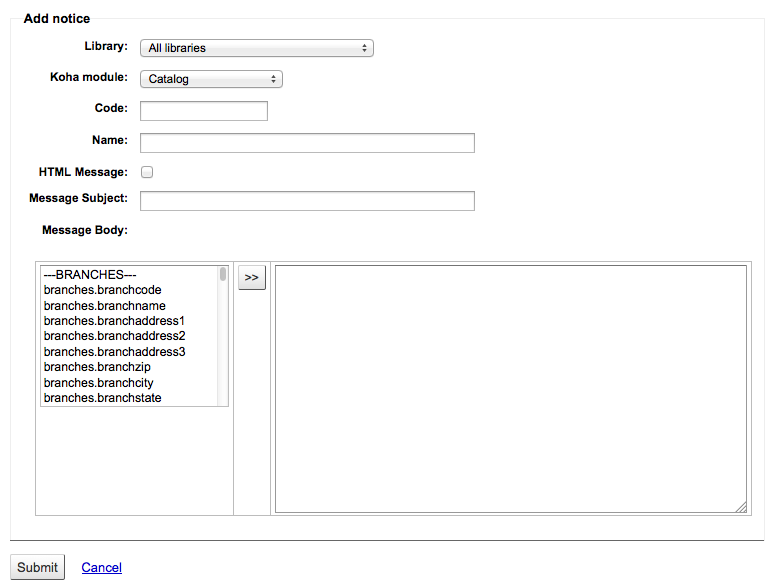 Add notice
Library: All libraries
Koha module: Catalog
Code:
Name:
HTML Message:
Message Subject:
Message Body:
---BRANCHES---
branches.branchcode
branches.branchname
branches.branchaddress1
branches.branchaddress2
branches.branchaddress3
branches.branchzip
branches.branchcity
branches.branchstate
>>
Submit Cancel